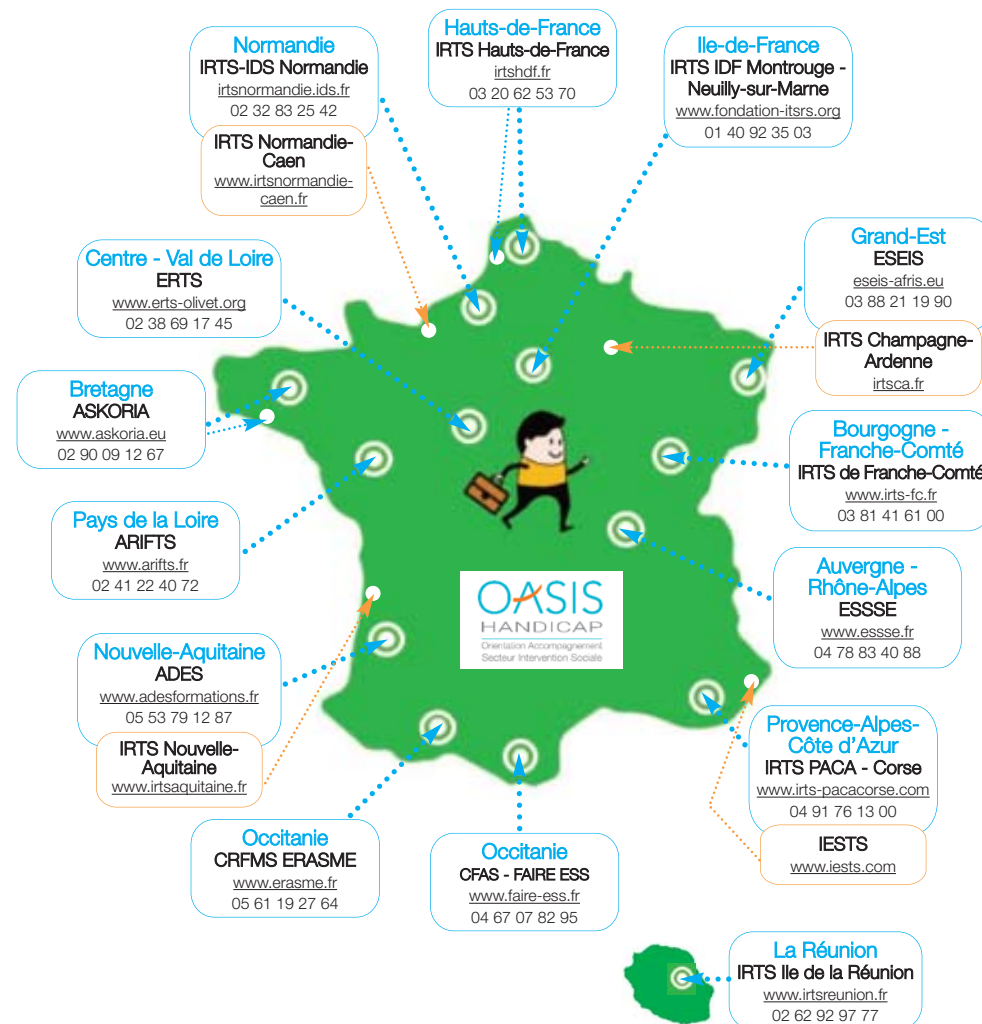 Normandie
IRTS-IDS Normandie
irtsnormandie.ids.fr
02 32 83 25 42
IRTS Normandie-
Caen
www.irtsnormandie-
caen.fr
Hauts-de-France
IRTS Hauts-de-France
irtshdf.fr
03 20 62 53 70
Ile-de-France
IRTS IDF Montrouge -
Neuilly-sur-Marne
www.fondation-itsrs.org
01 40 92 35 03
Centre - Val de Loire
ERTS
www.erts-olivet.org
02 38 69 17 45
Grand-Est
ESEIS
eseis-afris.eu
03 88 21 19 90
IRTS Champagne-
Ardenne
irtsca.fr
Bretagne
ASKORIA
www.askoria.eu
02 90 09 12 67
Bourgogne -
Franche-Comté
IRTS de Franche-Comté
www.irts-fc.fr
03 81 41 61 00
Pays de la Loire
ARIFTS
www.arifts.fr
02 41 22 40 72
Auvergne -
Rhône-Alpes
ESSSE
www.essse.fr
04 78 83 40 88
OASIS
HANDICAP
Orientation Accompagnement
Secteur Intervention Sociale
Nouvelle-Aquitaine
ADES
www.adesformations.fr
05 53 79 12 87
IRTS Nouvelle-
Aquitaine
www.irtsaquitaine.fr
Provence-Alpes-
Côte d'Azur
IRTS PACA - Corse
www.irts-pacacorse.com
04 91 76 13 00
IESTS
www.iests.com
Occitanie
CRFMS ERASME
www.erasme.fr
05 61 19 27 64
Occitanie
CFAS - FAIRE ESS
www.faire-ess.fr
04 67 07 82 95
La Réunion
IRTS Ile de la Réunion
www.irtsreunion.fr
02 62 92 97 77